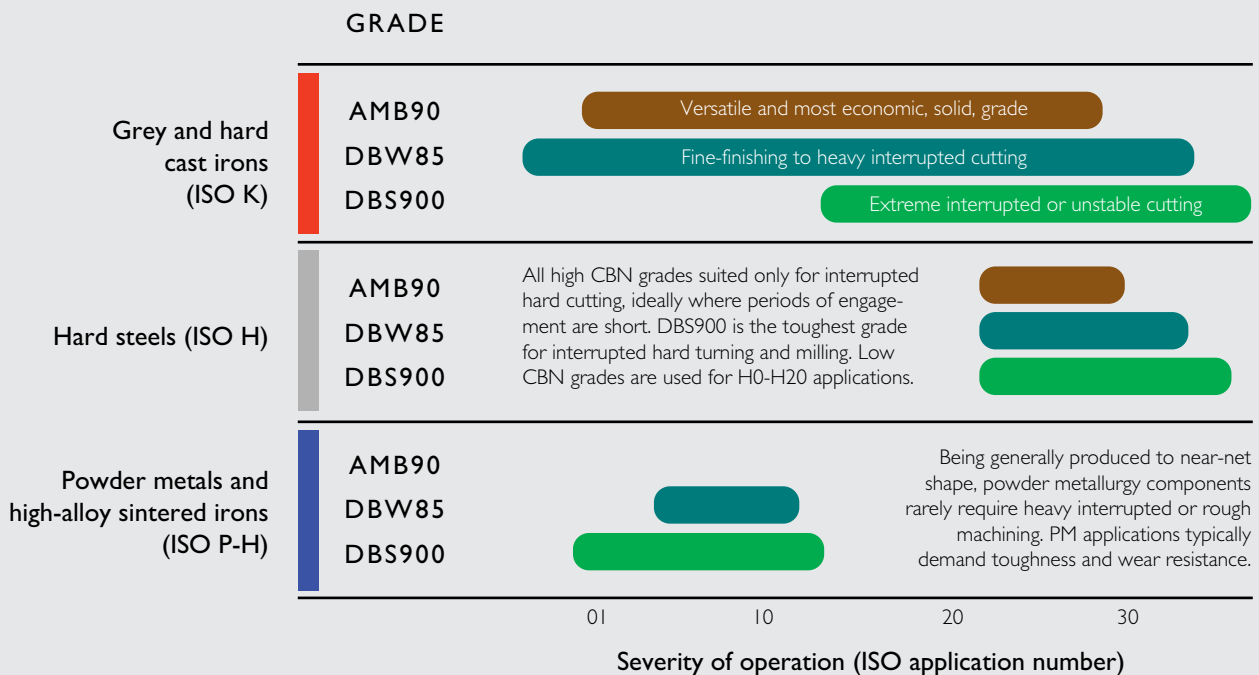 GRADE
Grey and hard
cast irons
(ISO K)
AMB90
Versatile and most economic, solid, grade
DBW85
Fine-finishing to heavy interrupted cutting
DBS900
Extreme interrupted or unstable cutting
Hard steels (ISO H)
AMB90
DBW85
DBS900
All high CBN grades suited only for interrupted
hard cutting, ideally where periods of engage-
ment are short. DBS900 is the toughest grade
for interrupted hard turning and milling. Low
CBN grades are used for H0-H20 applications.
Powder metals and
high-alloy sintered irons
(ISO P-H)
AMB90
DBW85
DBS900
Being generally produced to near-net
shape, powder metallurgy components
rarely require heavy interrupted or rough
machining. PM applications typically
demand toughness and wear resistance.
01 10 20 30
Severity of operation (ISO application number)